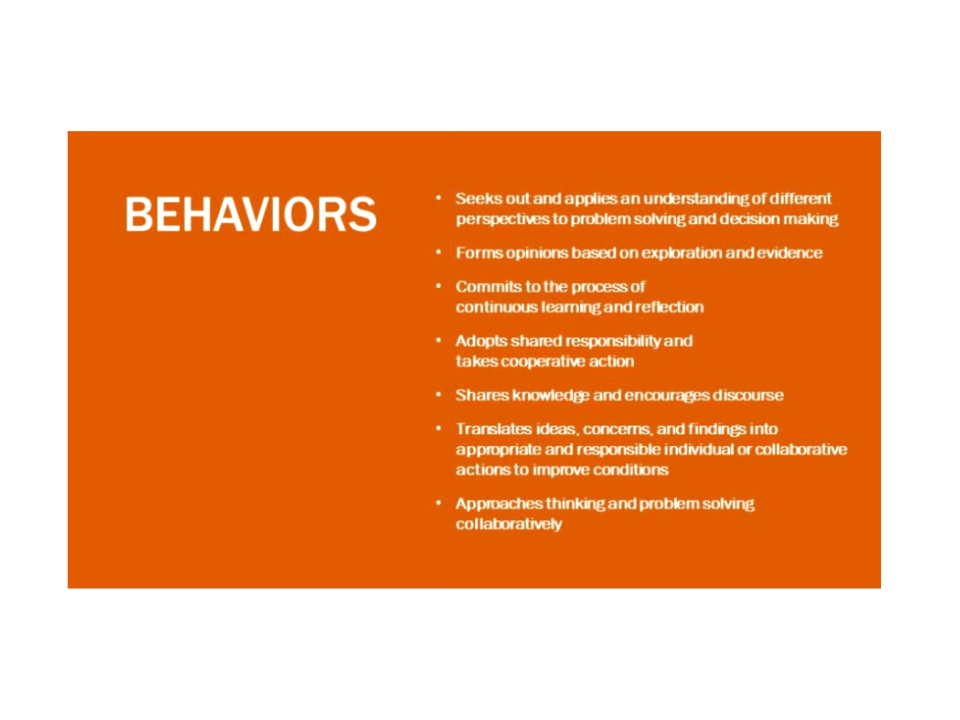 BEHAVIORS
• Seeks out and applies an understanding of different
perspectives to problem solving and decision making
• Forms opinions based on exploration and evidence
• Commits to the process of
continuous learning and reflection
• Adopts shared responsibility and
takes cooperative action
• Shares knowledge and encourages discourse
• Translates ideas, concerns, and findings into
appropriate and responsible individual or collaborative
actions to improve conditions
• Approaches thinking and problem solving
collaboratively